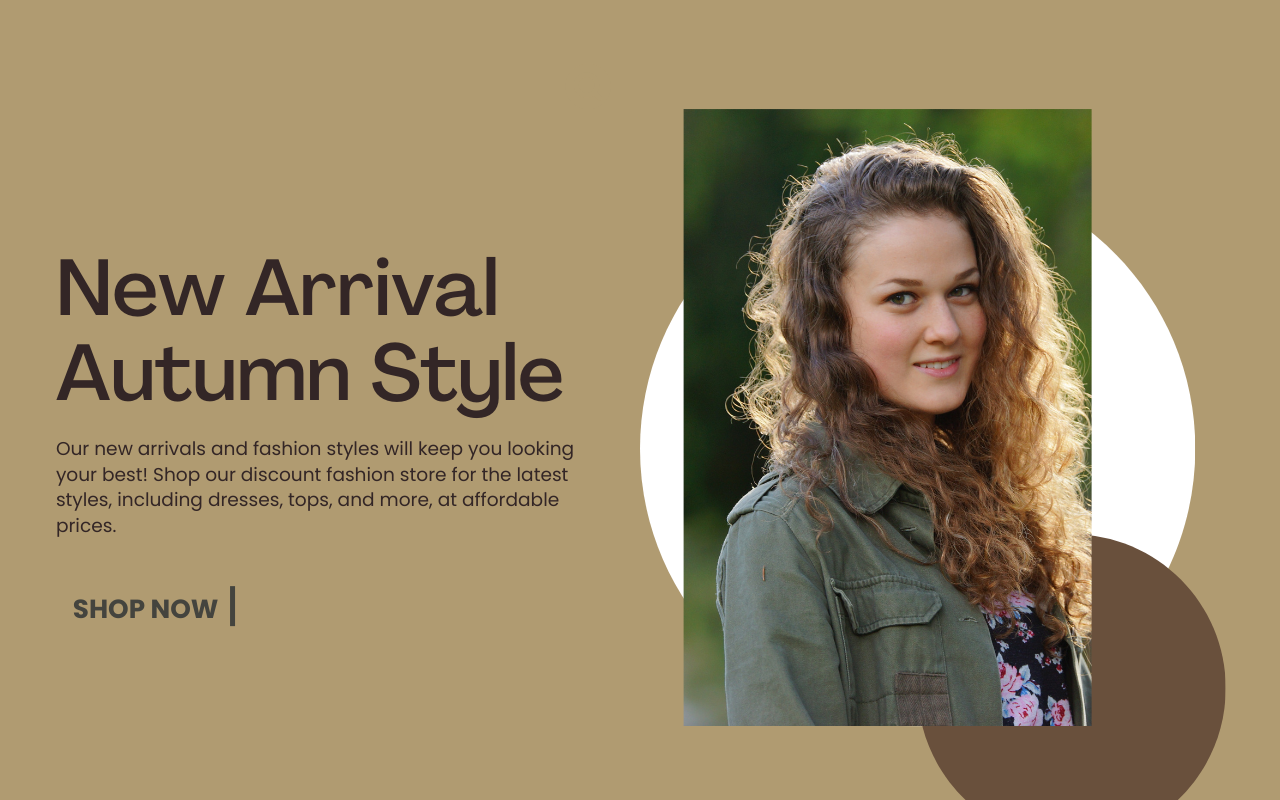 New Arrival
Autumn Style
Our new arrivals and fashion styles will keep you looking
your best! Shop our discount fashion store for the latest
styles, including dresses, tops, and more, at affordable
prices.
SHOP NOW